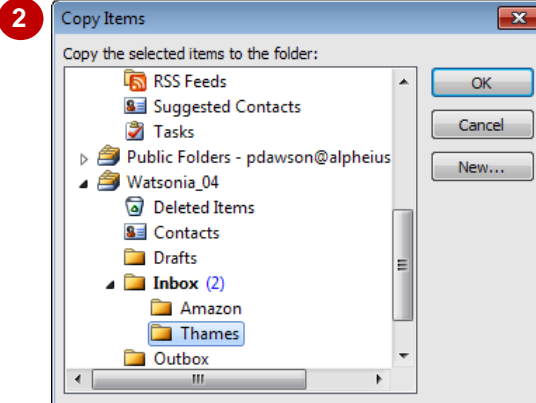 2
Copy Items
Copy the selected items to the folder:
RSS Feeds
Suggested Contacts
Tasks
Public Folders - pdawson@alpheius
Watsonia_04
Deleted Items
Contacts
Drafts
Inbox (2)
Amazon
Thames
Outbox
OK
Cancel
New...